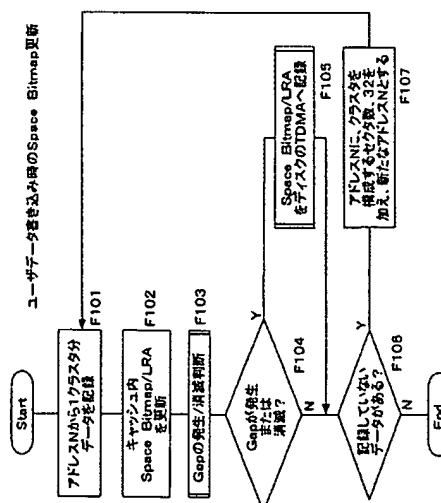 ユーザデータ書き込み時のSpace Bitmap更新
Start
アドレスNから1クラスタ分
データを記録
F101
キャッシュ内
Space Bitmap/LRA
を更新
F102
Gapの発生/消滅判断
F103
Gapが発生
または
消滅？
F104
Y
N
Space Bitmap/LRA
をディスクのTDMAへ記録
F105
記録していない
データがある？
F106
Y
N
アドレスNに、クラスタを
構成するセクタ数、32を
加え、新たなアドレスNとする
F107
End